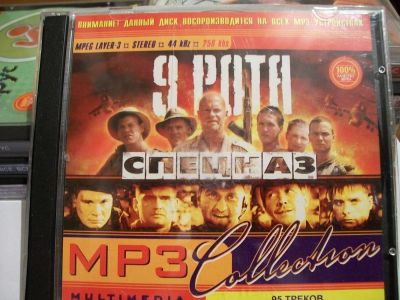 ВНИМАНИЕ! ДАННЫЙ ДИСК ВОСПРОИЗВОДИТСЯ НА ВСЕХ MP3 УСТРОЙСТВАХ
MPEG LAYER-3 STEREO 44 kHz 256 kbs
9 РОТА
100%
СПЕЦНАЗ
MP3 Collection
MULTIMEDIA
95 ТРЕКОВ